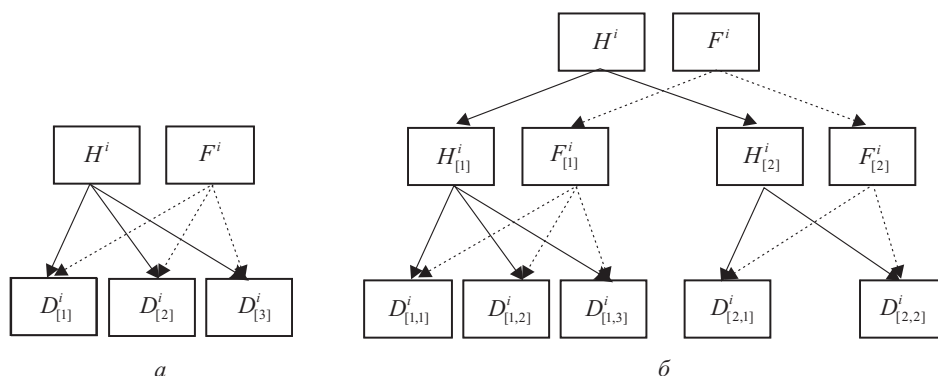 H^i F^i
H^i F^i H^i_{[1]} F^i_{[1]} H^i_{[2]} F^i_{[2]}
D^i_{[1]} D^i_{[2]} D^i_{[3]} D^i_{[1,1]} D^i_{[1,2]} D^i_{[1,3]} D^i_{[2,1]} D^i_{[2,2]}
а б